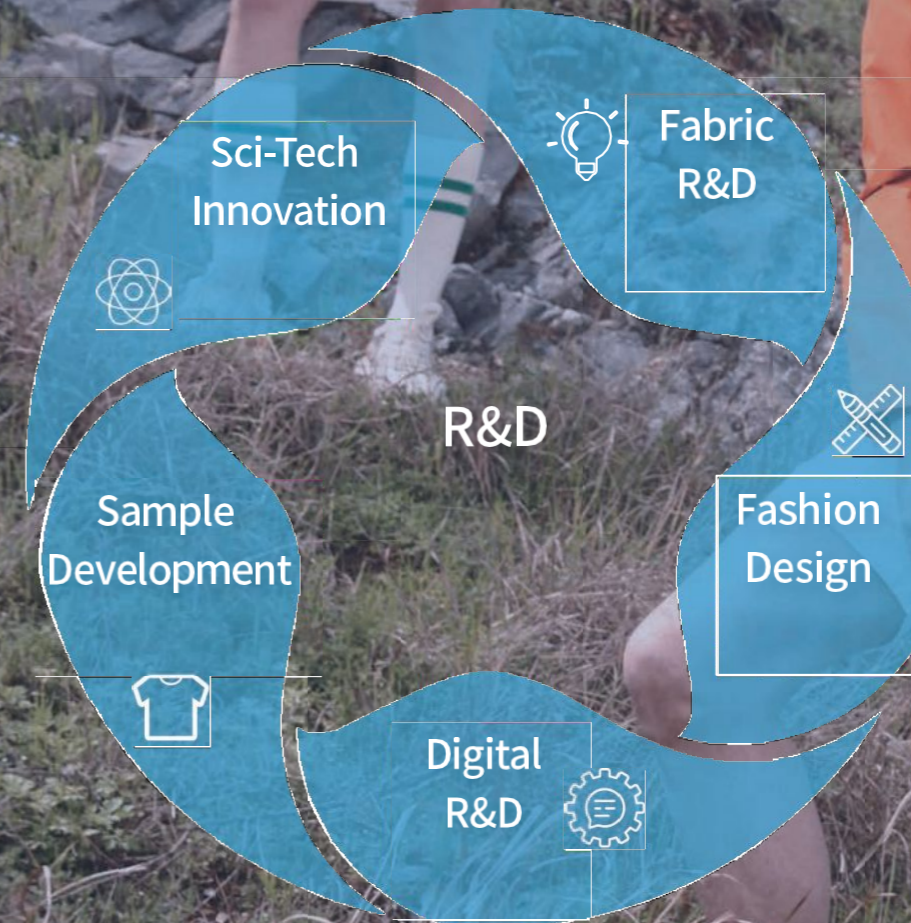 Sci-Tech
Innovation
Fabric
R&D
R&D
Fashion
Design
Sample
Development
Digital
R&D